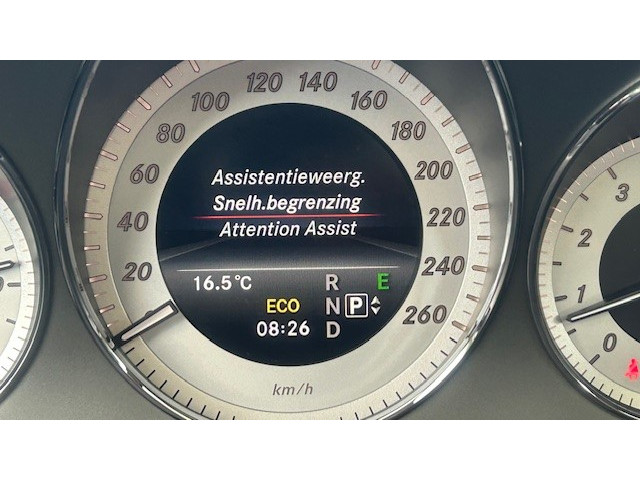 120 140
100 160
80 180
Assistentieweerg.
60 200
Snelh.begrenzing
40 220
Attention Assist
20 240
16.5°C R E
ECO N P 260
0
08:26 D
km/h
3
2
1
0